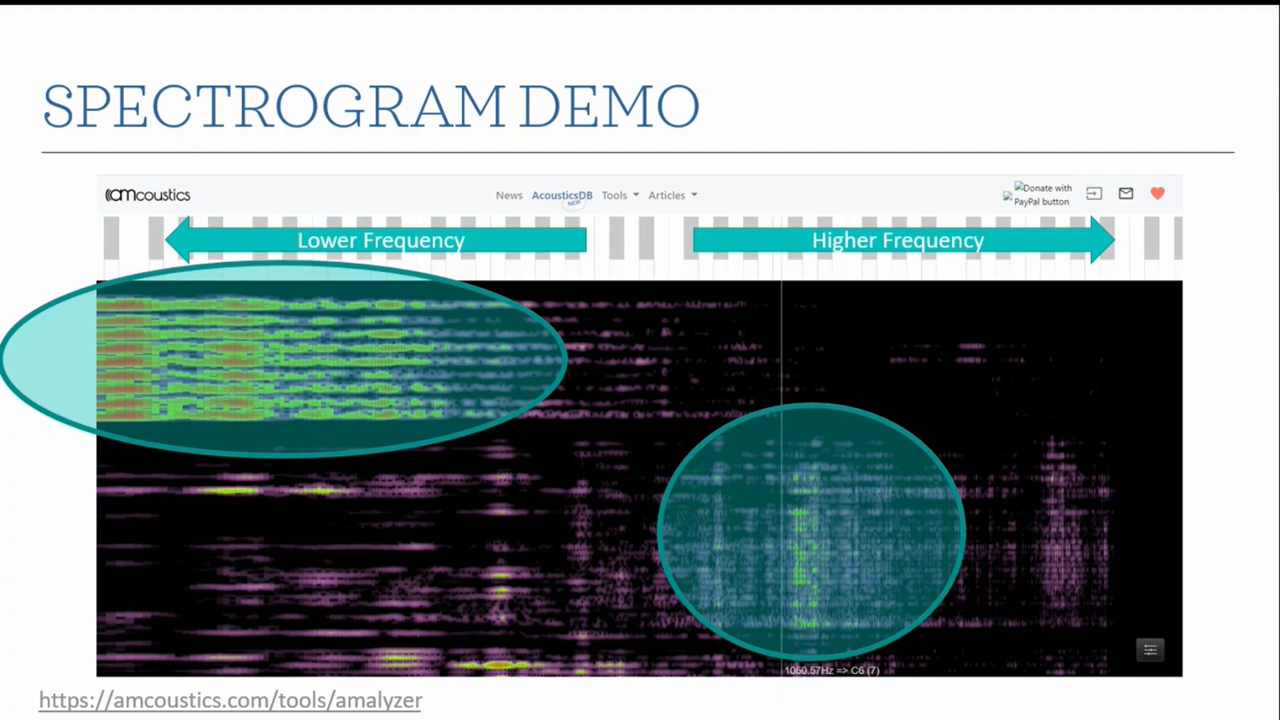 SPECTROGRAM DEMO
((amcoustics News AcousticsDB NEW Tools Articles Donate with PayPal button
Lower Frequency Higher Frequency
1060.57Hz => C6 (7)
https://amcoustics.com/tools/amalyzer